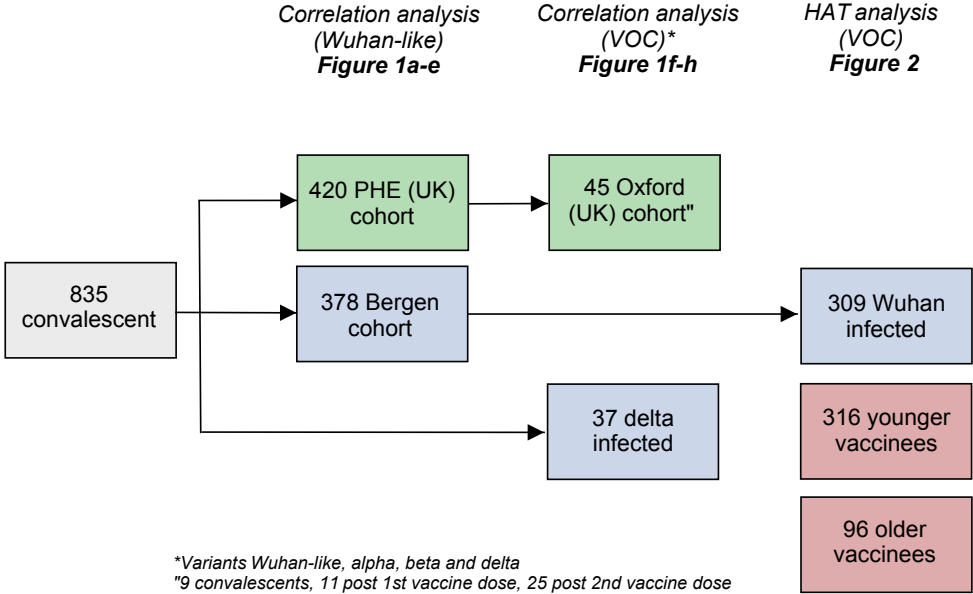 Correlation analysis
(Wuhan-like)
Figure 1a-e
Correlation analysis
(VOC)*
Figure 1f-h
HAT analysis
(VOC)
Figure 2
835
convalescent
420 PHE (UK)
cohort
45 Oxford
(UK) cohort"
378 Bergen
cohort
309 Wuhan
infected
37 delta
infected
316 younger
vaccinees
96 older
vaccinees
*Variants Wuhan-like, alpha, beta and delta
"9 convalescents, 11 post 1st vaccine dose, 25 post 2nd vaccine dose